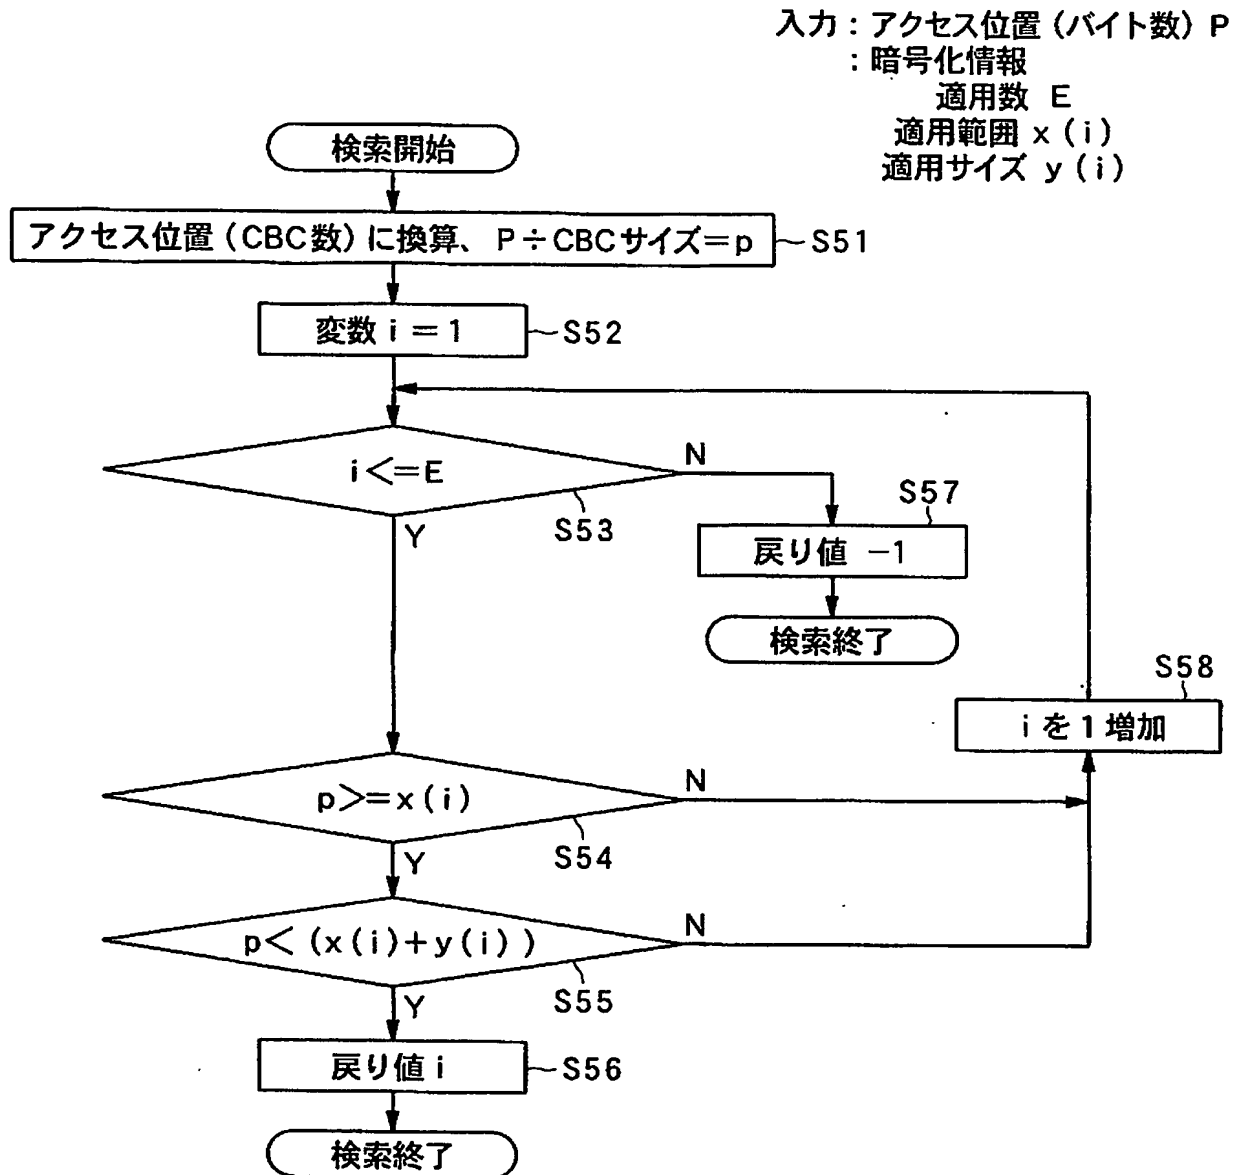 入力：アクセス位置（バイト数）P
：暗号化情報
適用数 E
適用範囲 x（i）
適用サイズ y（i）
検索開始
アクセス位置（CBC数）に換算、P÷CBCサイズ＝p
S51
変数 i ＝ 1
S52
i＜＝E
N
S53
Y
S57
戻り値 －1
検索終了
S58
i を 1 増加
p＞＝x（i）
N
S54
Y
p＜（x（i）＋y（i））
N
S55
Y
戻り値 i
S56
検索終了